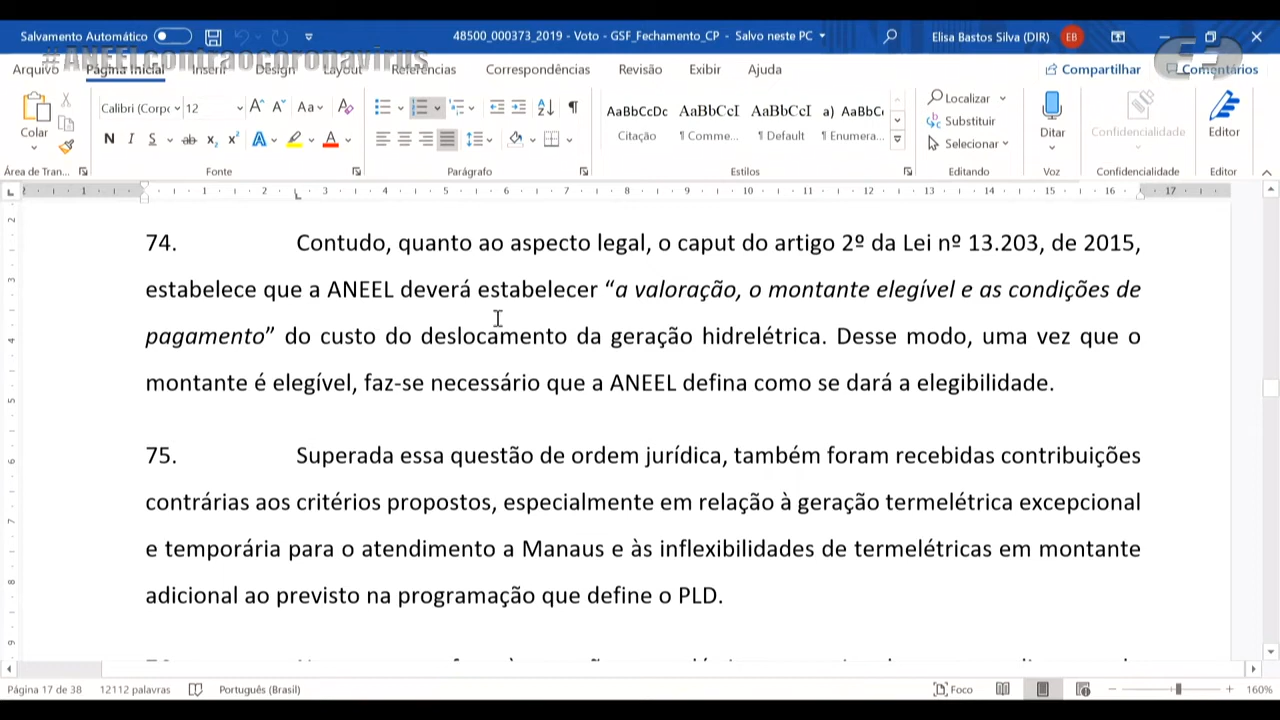 Salvamento Automático
48500_000373_2019 - Voto - GSF_Fechamento_CP - Salvo neste PC
Elisa Bastos Silva (DIR) EB
#ANEELcontraocoronavirus
Arquivo Página Inicial Inserir Design Layout Referências Correspondências Revisão Exibir Ajuda Compartilhar Comentários
Colar
Calibri (Corpo 12
AaBbCcDc AaBbCcI AaBbCcI a) AaBbC
Citação ¶ Comme... ¶ Default ¶ Enumera...
Localizar
Substituir
Selecionar
Ditar
Confidencialidade
Editor
Área de Tran... Fonte Parágrafo Estilos Editando Voz Confidencialidade Editor
74. Contudo, quanto ao aspecto legal, o caput do artigo 2º da Lei nº 13.203, de 2015,
estabelece que a ANEEL deverá estabelecer “a valoração, o montante elegível e as condições de
pagamento” do custo do deslocamento da geração hidrelétrica. Desse modo, uma vez que o
montante é elegível, faz-se necessário que a ANEEL defina como se dará a elegibilidade.
75. Superada essa questão de ordem jurídica, também foram recebidas contribuições
contrárias aos critérios propostos, especialmente em relação à geração termelétrica excepcional
e temporária para o atendimento a Manaus e às inflexibilidades de termelétricas em montante
adicional ao previsto na programação que define o PLD.
Página 17 de 38 12112 palavras Português (Brasil) Foco 160%